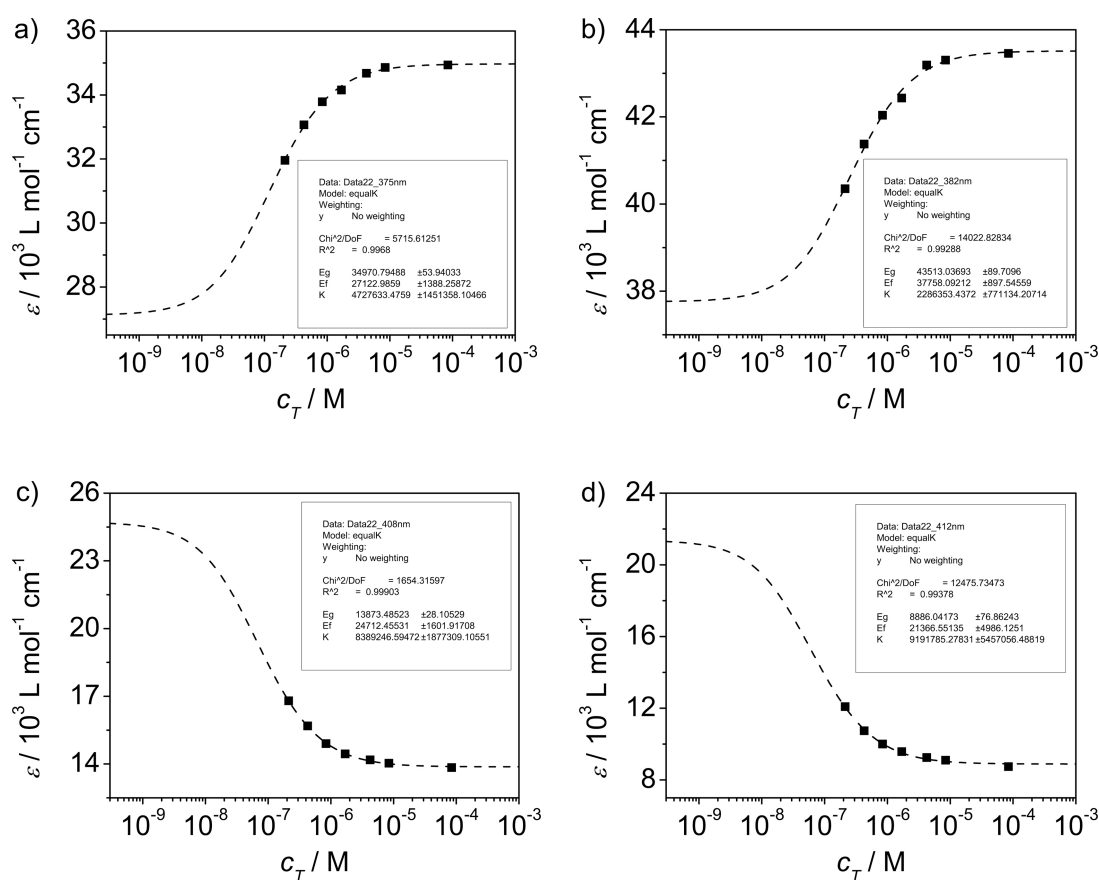 a)
36
34
32
30
28
ε / 10³ L mol⁻¹ cm⁻¹
Data: Data22_375nm
Model: equalK
Weighting:
y No weighting
Chi^2/DoF = 5715.61251
R^2 = 0.9968
Eg 34970.79488 ±53.94033
Ef 27122.9859 ±1388.25872
K 4727633.4759 ±1451358.10466
10⁻⁹ 10⁻⁸ 10⁻⁷ 10⁻⁶ 10⁻⁵ 10⁻⁴ 10⁻³
c_T / M
b)
44
42
40
38
ε / 10³ L mol⁻¹ cm⁻¹
Data: Data22_382nm
Model: equalK
Weighting:
y No weighting
Chi^2/DoF = 14022.82834
R^2 = 0.99288
Eg 43513.03693 ±89.7096
Ef 37758.09212 ±897.54559
K 2286353.4372 ±771134.20714
10⁻⁹ 10⁻⁸ 10⁻⁷ 10⁻⁶ 10⁻⁵ 10⁻⁴ 10⁻³
c_T / M
c)
26
24
22
20
17
14
ε / 10³ L mol⁻¹ cm⁻¹
Data: Data22_408nm
Model: equalK
Weighting:
y No weighting
Chi^2/DoF = 1654.31597
R^2 = 0.99903
Eg 13873.48523 ±28.10529
Ef 24712.45531 ±1601.91708
K 8389246.59472 ±1877309.10551
10⁻⁹ 10⁻⁸ 10⁻⁷ 10⁻⁶ 10⁻⁵ 10⁻⁴ 10⁻³
c_T / M
d)
24
22
20
18
16
14
12
10
8
ε / 10³ L mol⁻¹ cm⁻¹
Data: Data22_412nm
Model: equalK
Weighting:
y No weighting
Chi^2/DoF = 12475.73473
R^2 = 0.99378
Eg 8886.04173 ±76.86243
Ef 21366.55135 ±4986.1251
K 9191785.27831 ±5457056.48819
10⁻⁹ 10⁻⁸ 10⁻⁷ 10⁻⁶ 10⁻⁵ 10⁻⁴ 10⁻³
c_T / M